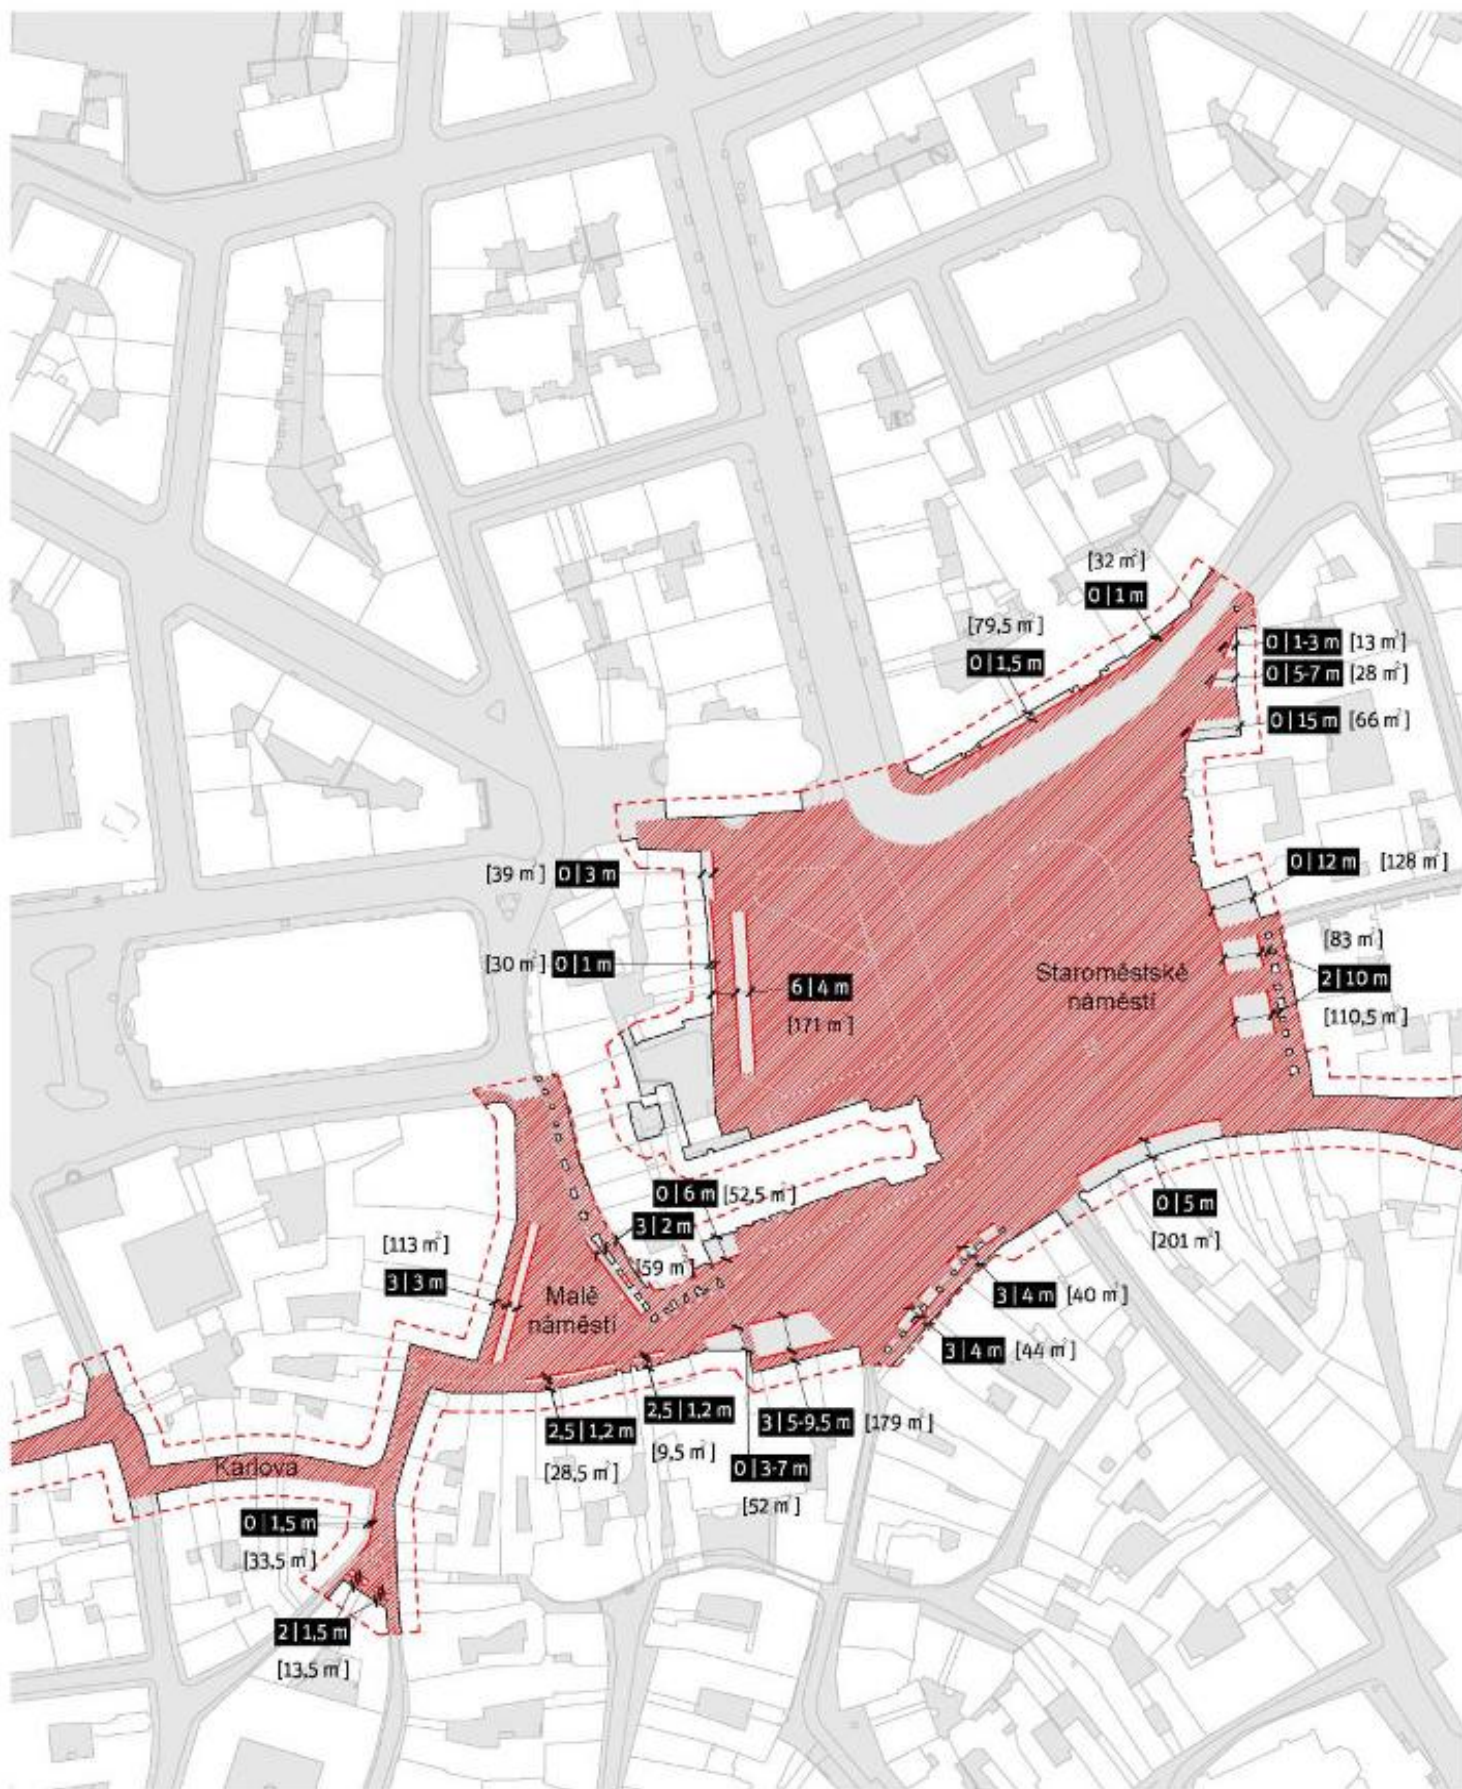 [32 m²]
0 | 1 m
[79,5 m²]
0 | 1,5 m
0 | 1-3 m [13 m²]
0 | 5-7 m [28 m²]
0 | 15 m [66 m²]
[39 m²] 0 | 3 m
0 | 12 m [128 m²]
[30 m²] 0 | 1 m
6 | 4 m
[171 m²]
Staroměstské
náměstí
[83 m²]
2 | 10 m
[110,5 m²]
0 | 6 m [52,5 m²]
3 | 2 m
[59 m²]
0 | 5 m
[201 m²]
[113 m²]
3 | 3 m
Malé
náměstí
3 | 4 m [40 m²]
3 | 4 m [44 m²]
2,5 | 1,2 m
[28,5 m²]
2,5 | 1,2 m
[9,5 m²]
3 | 5-9,5 m [179 m²]
0 | 3-7 m
[52 m²]
Karlova
0 | 1,5 m
[33,5 m²]
2 | 1,5 m
[13,5 m²]